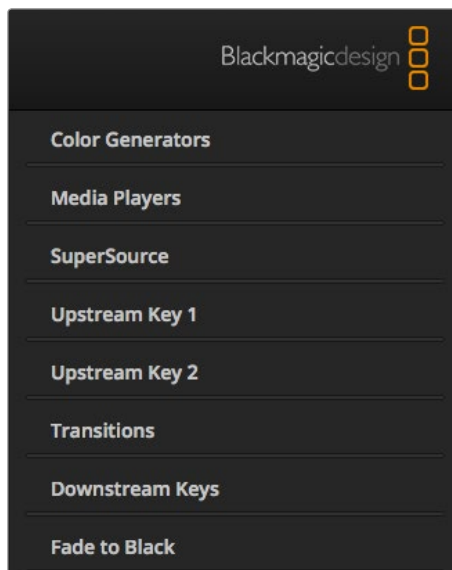 Blackmagicdesign
Color Generators
Media Players
SuperSource
Upstream Key 1
Upstream Key 2
Transitions
Downstream Keys
Fade to Black